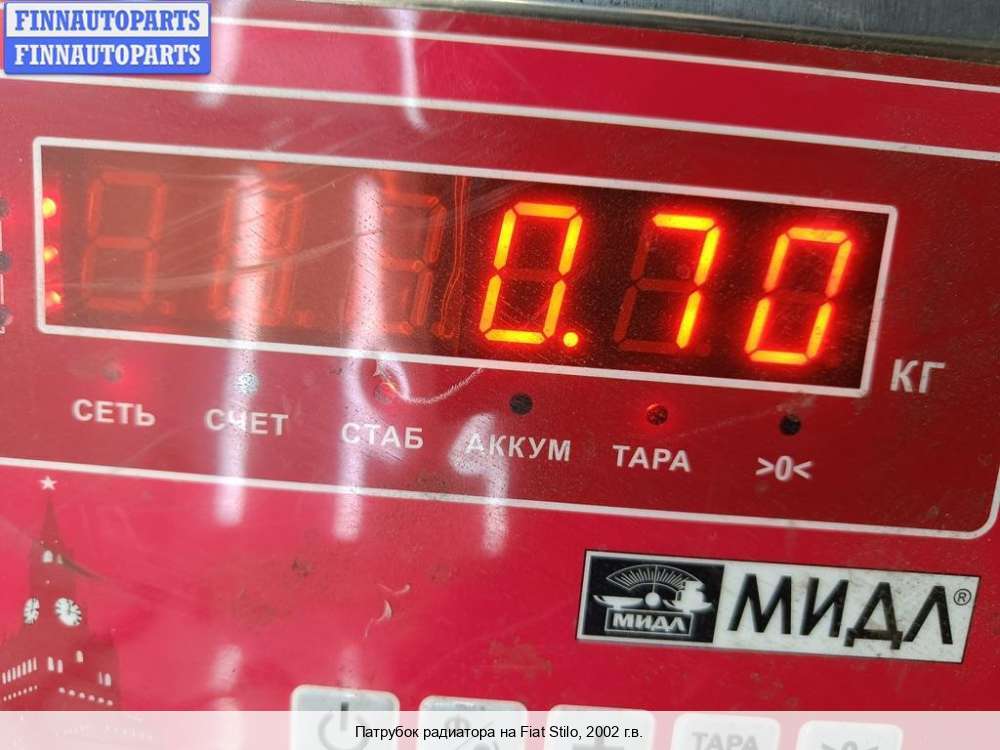 FINNAUTOPARTS
FINNAUTOPARTS
0.70
КГ
СЕТЬ СЧЕТ СТАБ АККУМ ТАРА >0<
МИДЛ МИДЛ®
ТАРА
Патрубок радиатора на Fiat Stilo, 2002 г.в.